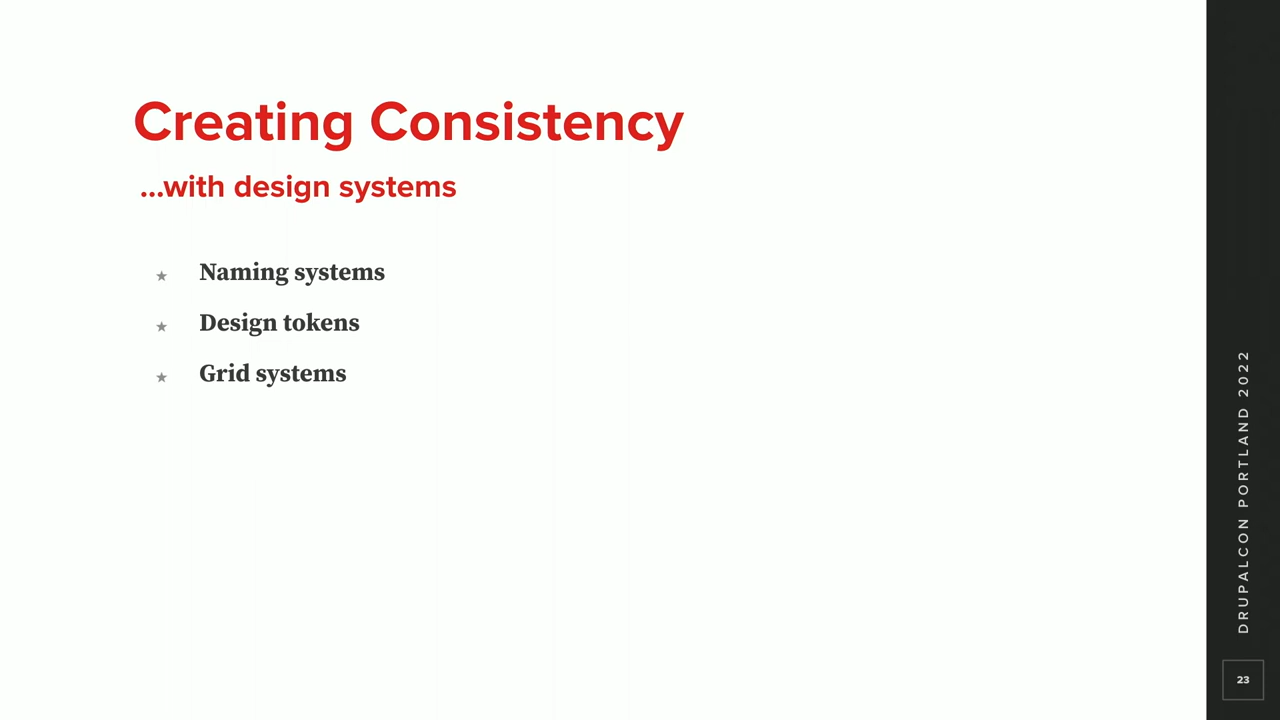 Creating Consistency
...with design systems
Naming systems
Design tokens
Grid systems
DRUPALCON PORTLAND 2022
23